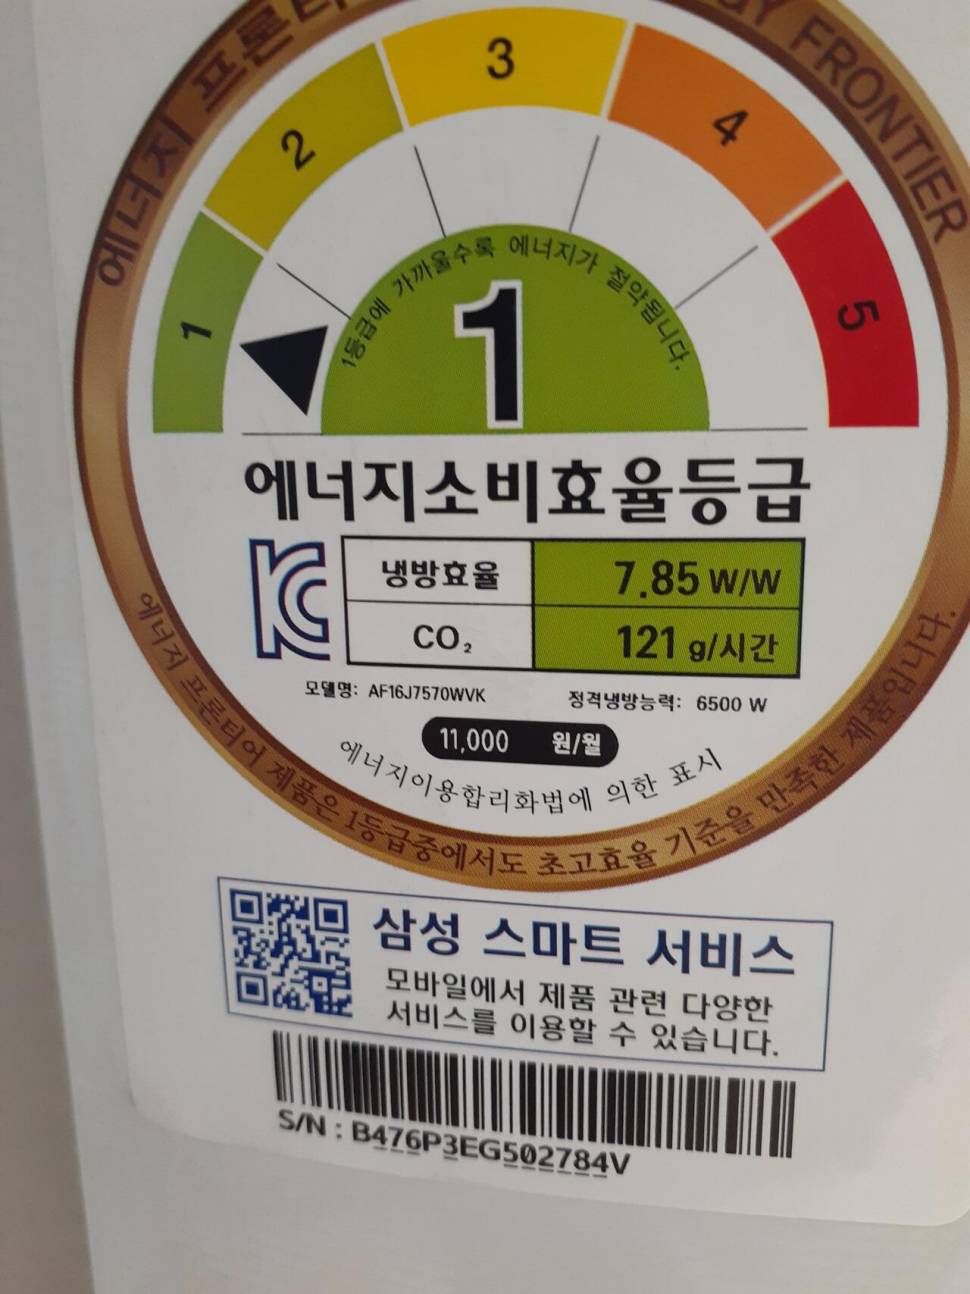 에너지 프론티
GY FRONTIER
1
2
3
4
5
1등급에 가까울수록 에너지가 절약됩니다.
1
에너지소비효율등급
냉방효율 7.85 W/W
CO₂ 121 g/시간
모델명: AF16J7570WVK 정격냉방능력: 6500 W
11,000 원/월
에너지이용합리화법에 의한 표시
에너지 프론티어 제품은 1등급중에서도 초고효율 기준을 만족한 제품입니다.
삼성 스마트 서비스
모바일에서 제품 관련 다양한
서비스를 이용할 수 있습니다.
S/N : B476P3EG502784V